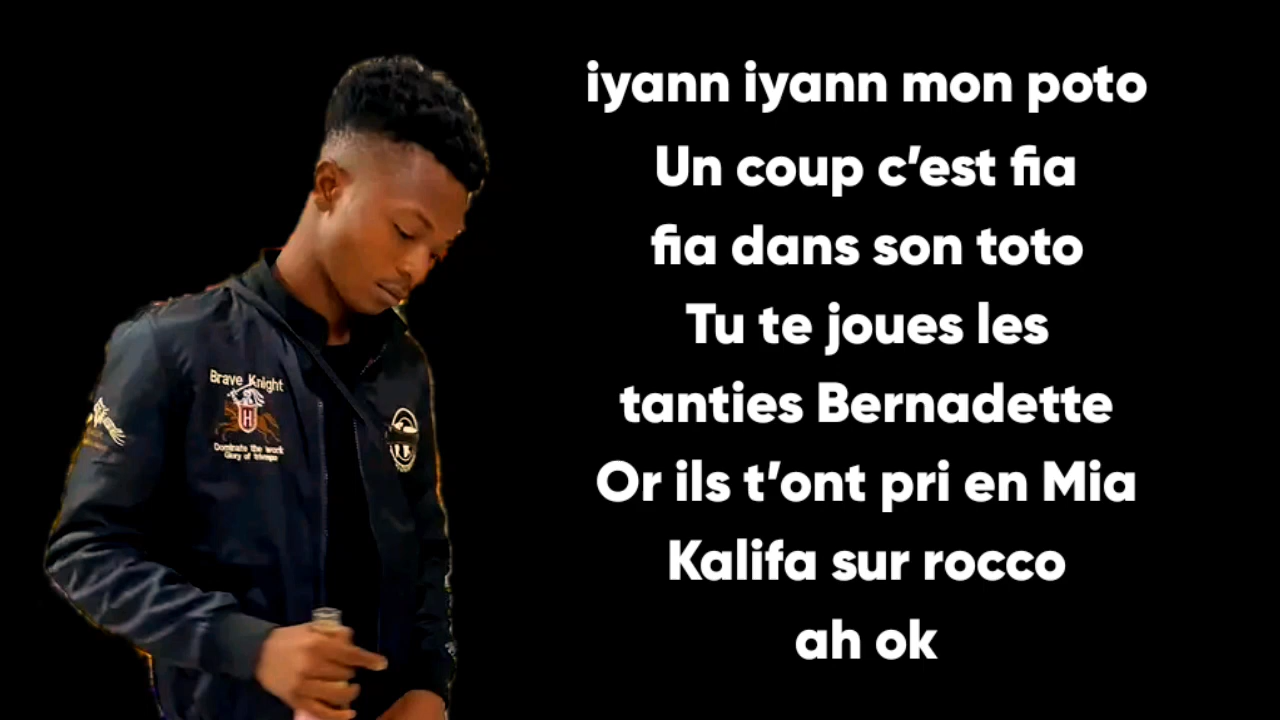 iyann iyann mon poto
Un coup c’est fia
fia dans son toto
Tu te joues les
tanties Bernadette
Or ils t’ont pri en Mia
Kalifa sur rocco
ah ok
Brave Knight
H
Dominate the work
Glory of